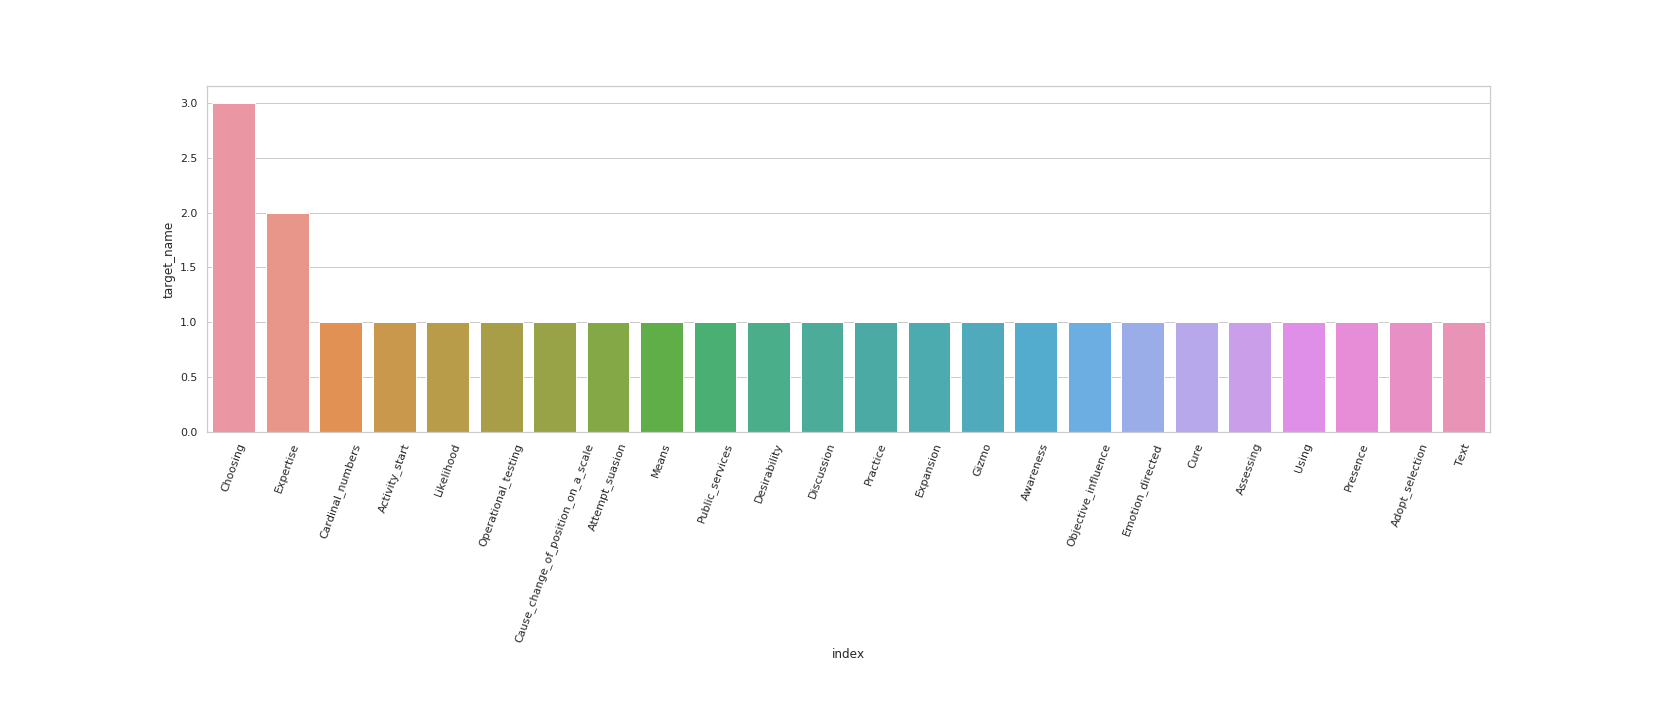 3.0
2.5
2.0
1.5
1.0
0.5
0.0
target_name
Choosing
Expertise
Cardinal_numbers
Activity_start
Likelihood
Operational_testing
Cause_change_of_position_on_a_scale
Attempt_suasion
Means
Public_services
Desirability
Discussion
Practice
Expansion
Gizmo
Awareness
Objective_influence
Emotion_directed
Cure
Assessing
Using
Presence
Adopt_selection
Text
index